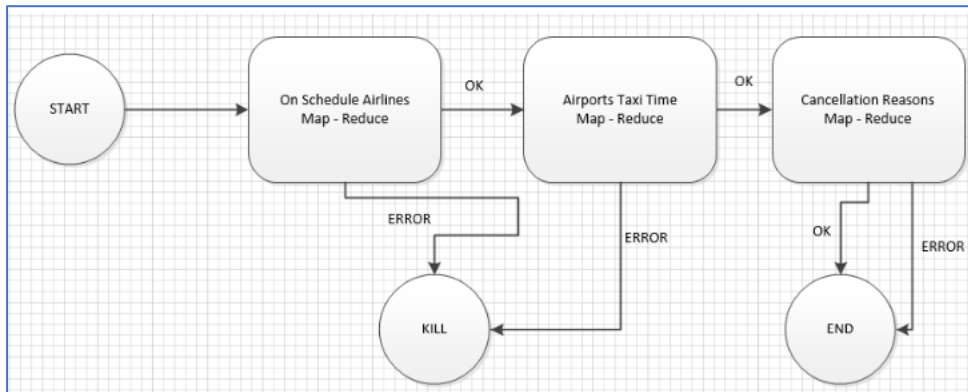 START
On Schedule Airlines
Map - Reduce
OK
Airports Taxi Time
Map - Reduce
OK
Cancellation Reasons
Map - Reduce
ERROR
ERROR
OK
ERROR
KILL
END